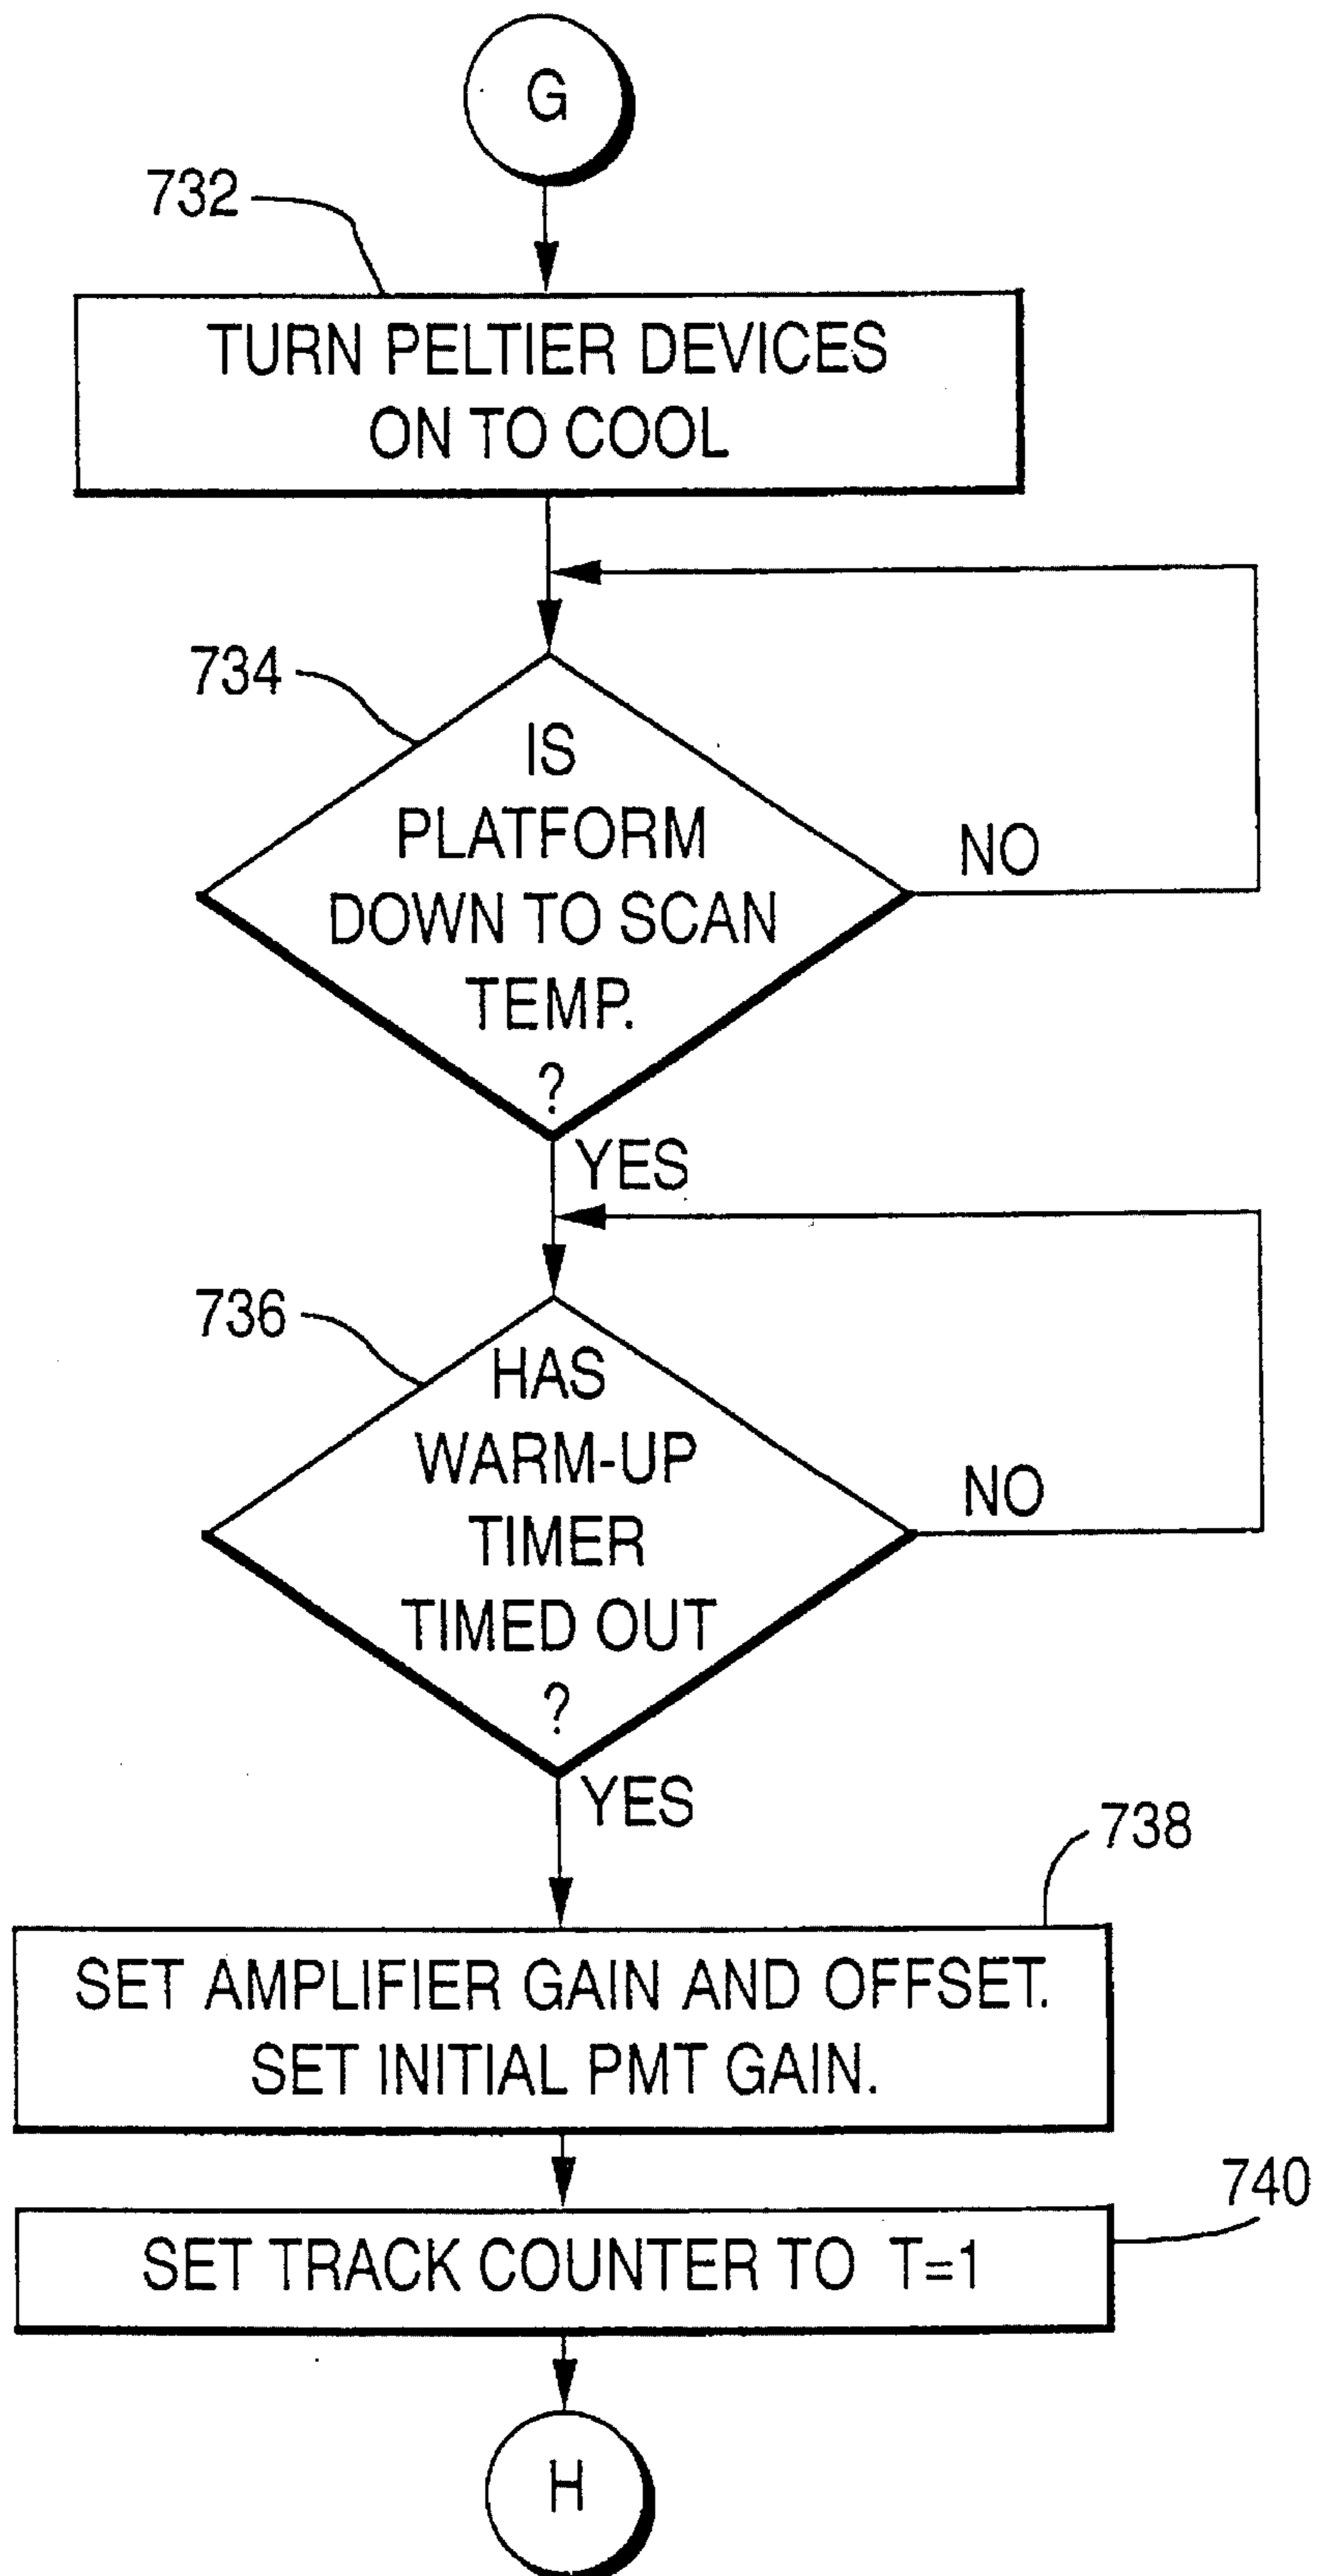 G
732
TURN PELTIER DEVICES
ON TO COOL
734
IS
PLATFORM
DOWN TO SCAN
TEMP.
?
NO
YES
736
HAS
WARM-UP
TIMER
TIMED OUT
?
NO
YES
738
SET AMPLIFIER GAIN AND OFFSET.
SET INITIAL PMT GAIN.
740
SET TRACK COUNTER TO T=1
H